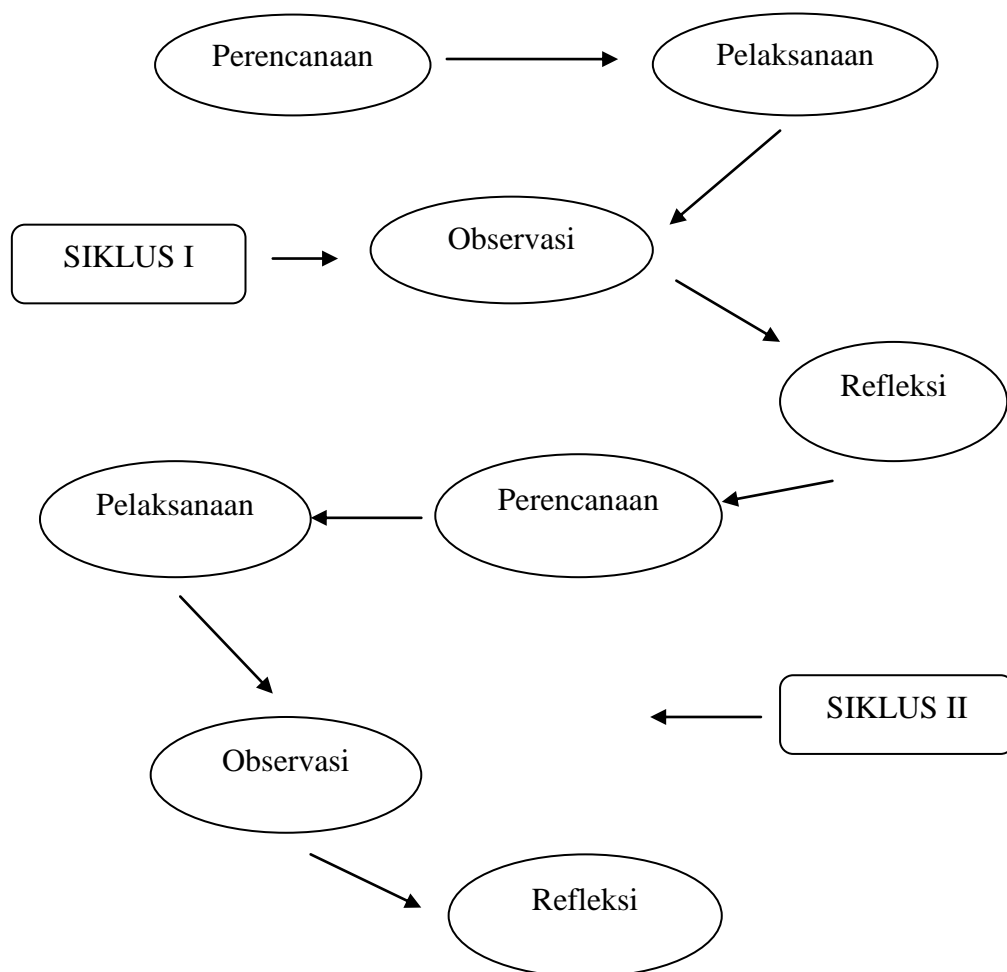 Perencanaan
Pelaksanaan
Observasi
SIKLUS I
Refleksi
Perencanaan
Pelaksanaan
SIKLUS II
Observasi
Refleksi